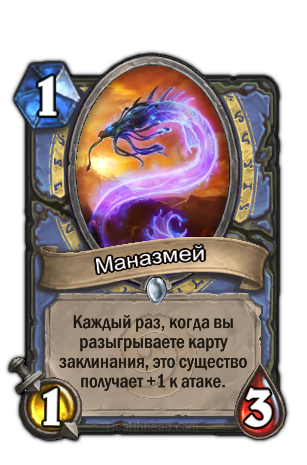 1
Маназмей
Каждый раз, когда вы
разыгрываете карту
заклинания, это существо
получает +1 к атаке.
1
3